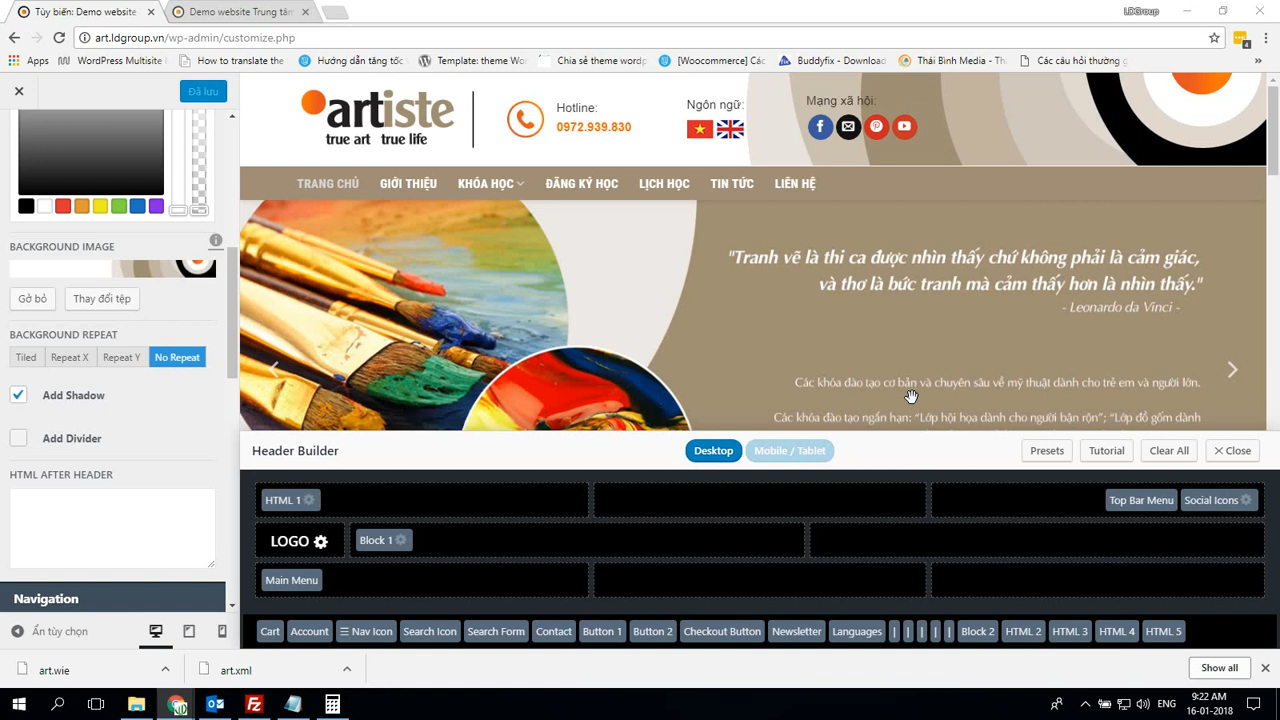 Tùy biến: Demo website
Demo website Trung tâm
LDGroup
art.ldgroup.vn/wp-admin/customize.php
4
Apps
WordPress Multisite
How to translate the
Hướng dẫn tăng tốc
Template: theme Wor
Chia sẻ theme wordp
[Woocommerce] Các
Buddyfix - Download
Thái Bình Media - Th
Các câu hỏi thường g
Đã lưu
artiste
true art true life
Hotline:
0972.939.830
Ngôn ngữ:
Mạng xã hội:
TRANG CHỦ
GIỚI THIỆU
KHÓA HỌC
ĐĂNG KÝ HỌC
LỊCH HỌC
TIN TỨC
LIÊN HỆ
BACKGROUND IMAGE
Gỡ bỏ
Thay đổi tệp
BACKGROUND REPEAT
Tiled
Repeat X
Repeat Y
No Repeat
Add Shadow
Add Divider
HTML AFTER HEADER
Navigation
Ẩn tùy chọn
"Tranh vẽ là thi ca được nhìn thấy chứ không phải là cảm giác,
và thơ là bức tranh mà cảm thấy hơn là nhìn thấy."
- Leonardo da Vinci -
Các khóa đào tạo cơ bản và chuyên sâu về mỹ thuật dành cho trẻ em và người lớn.
Các khóa đào tạo ngắn hạn: "Lớp hội họa dành cho người bận rộn"; "Lớp đồ gốm dành
Header Builder
Desktop
Mobile / Tablet
Presets
Tutorial
Clear All
Close
HTML 1
Top Bar Menu
Social Icons
LOGO
Block 1
Main Menu
Cart
Account
Nav Icon
Search Icon
Search Form
Contact
Button 1
Button 2
Checkout Button
Newsletter
Languages
|
|
|
|
|
Block 2
HTML 2
HTML 3
HTML 4
HTML 5
art.wie
art.xml
Show all
9:22 AM
ENG
16-01-2018